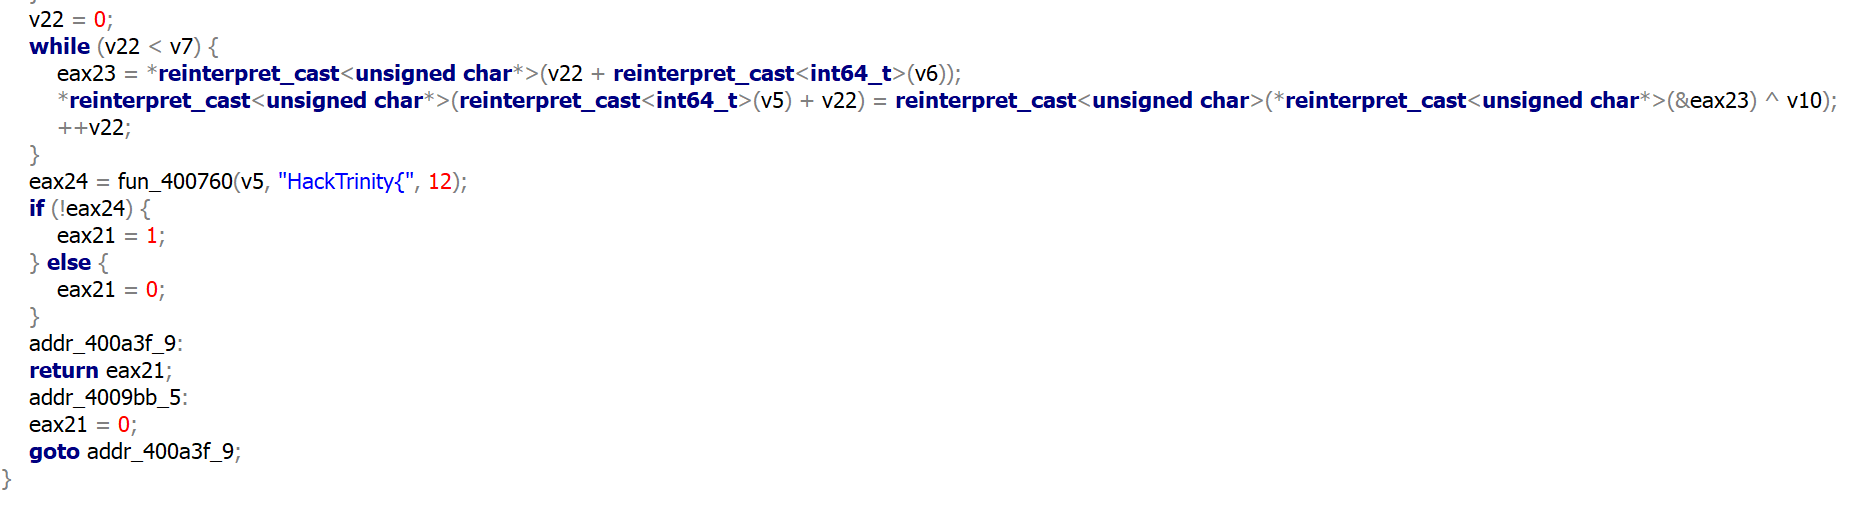 }
v22 = 0;
while (v22 < v7) {
eax23 = *reinterpret_cast<unsigned char*>(v22 + reinterpret_cast<int64_t>(v6));
*reinterpret_cast<unsigned char*>(reinterpret_cast<int64_t>(v5) + v22) = reinterpret_cast<unsigned char>(*reinterpret_cast<unsigned char*>(&eax23) ^ v10);
++v22;
}
eax24 = fun_400760(v5, "HackTrinity{", 12);
if (!eax24) {
eax21 = 1;
} else {
eax21 = 0;
}
addr_400a3f_9:
return eax21;
addr_4009bb_5:
eax21 = 0;
goto addr_400a3f_9;
}